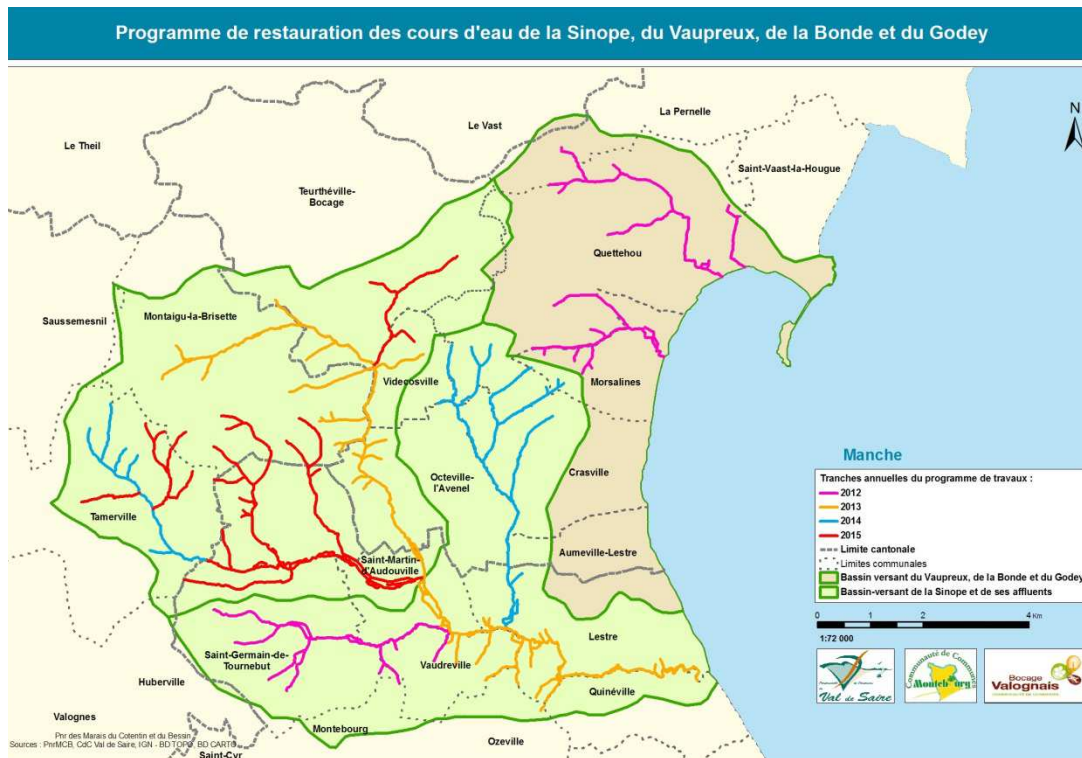 Programme de restauration des cours d'eau de la Sinope, du Vaupreux, de la Bonde et du Godey
N
La Pernelle
Le Vast
Le Theil
Saint-Vaast-la-Hougue
Teurthéville-
Bocage
Quettehou
Saussemesnil
Montaigu-la-Brisette
Videcosville
Morsalines
Octeville-
l'Avenel
Crasville
Tamerville
Aumeville-Lestre
Saint-Martin-
d'Audouville
Lestre
Saint-Germain-de-
Tournebut
Vaudreville
Huberville
Quinéville
Valognes
Montebourg
Ozeville
Saint-Cyr
Pnr des Marais du Cotentin et du Bessin
Sources : PnrMCB, CdC Val de Saire, IGN - BD TOPO, BD CARTO
Manche
Tranches annuelles du programme de travaux :
2012
2013
2014
2015
Limite cantonale
Limites communales
Bassin versant du Vaupreux, de la Bonde et du Godey
Bassin-versant de la Sinope et de ses affluents
0 1 2 4 Km
1:72 000
Val de Saire
Communauté de Communes
Montebourg
Bocage
Valognais